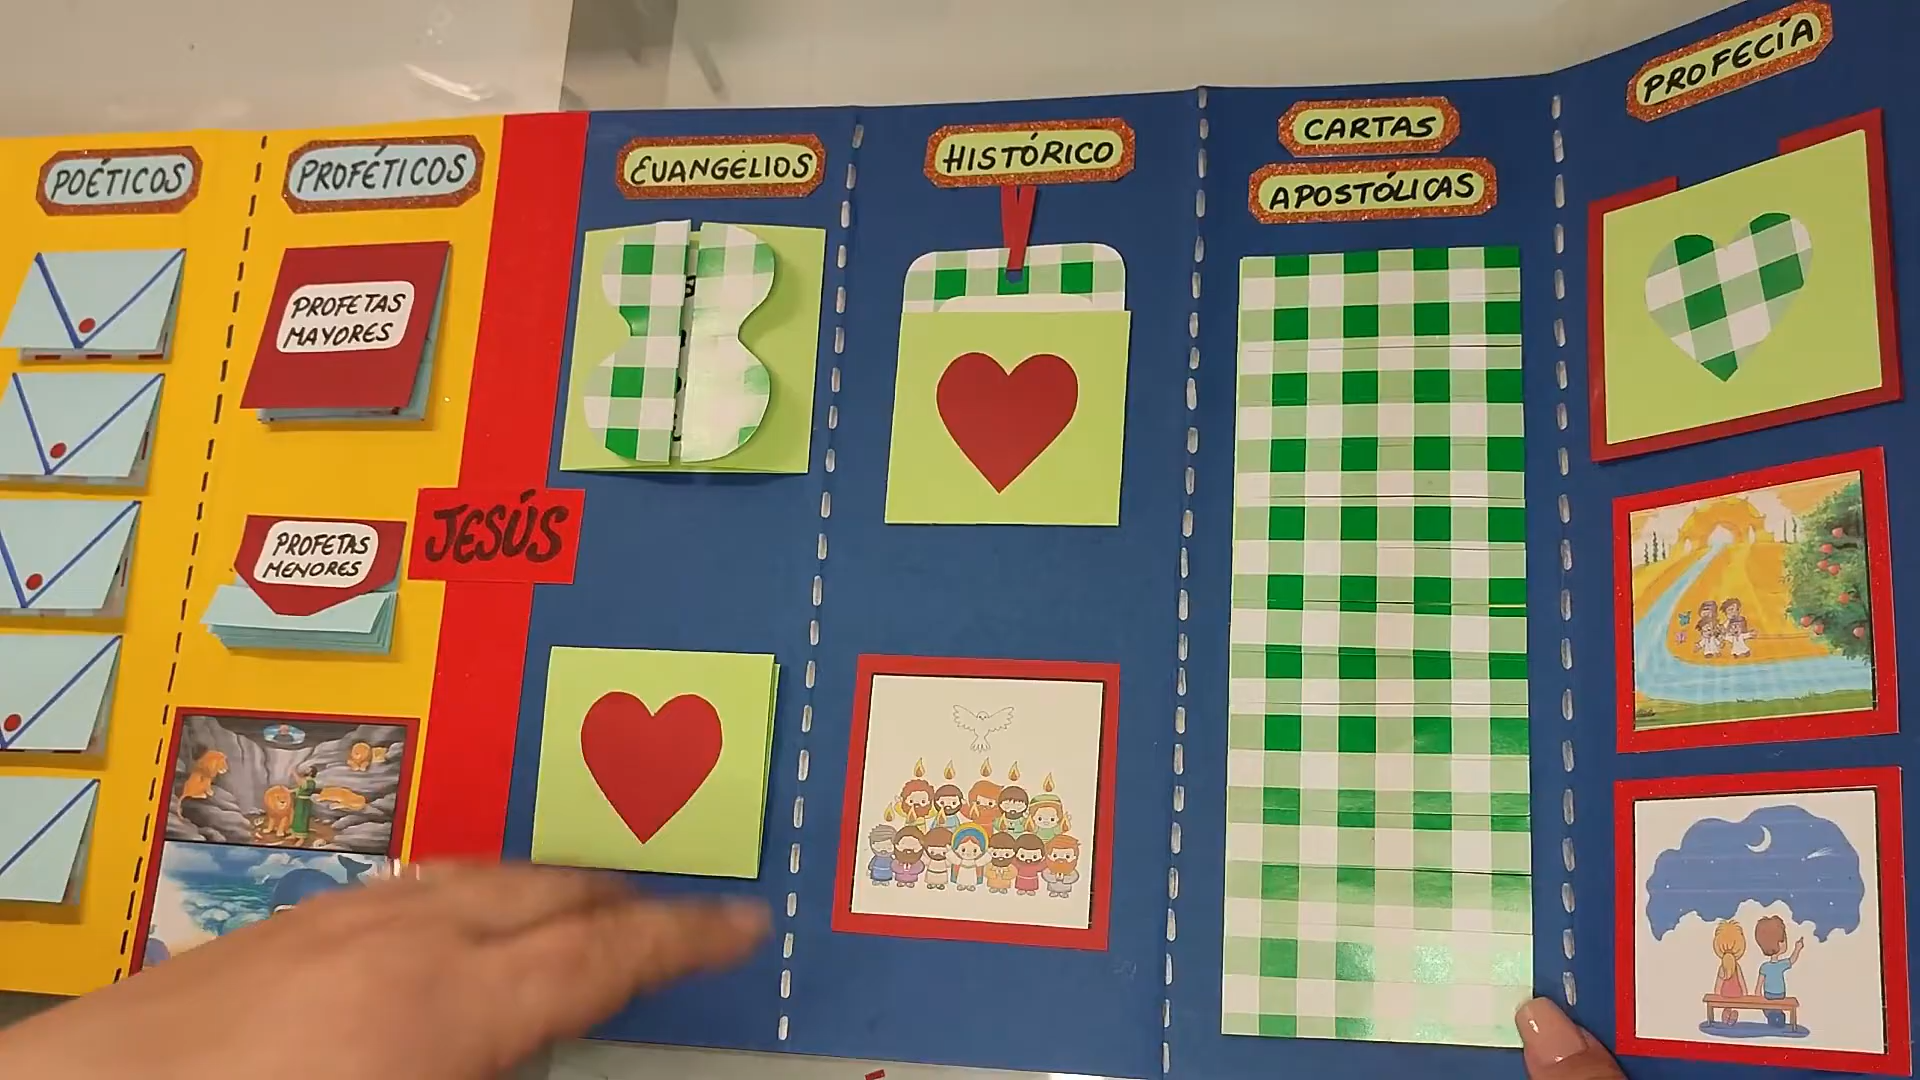 POÉTICOS
PROFÉTICOS
EVANGELIOS
HISTÓRICO
CARTAS
APOSTÓLICAS
PROFECÍA
PROFETAS
MAYORES
PROFETAS
MENORES
JESÚS